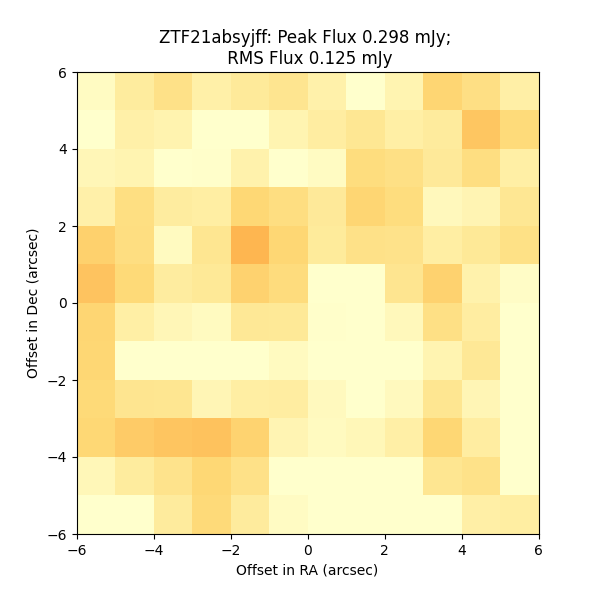 ZTF21absyjff: Peak Flux 0.298 mJy;
RMS Flux 0.125 mJy
6
4
2
0
−2
−4
−6
Offset in Dec (arcsec)
−6 −4 −2 0 2 4 6
Offset in RA (arcsec)